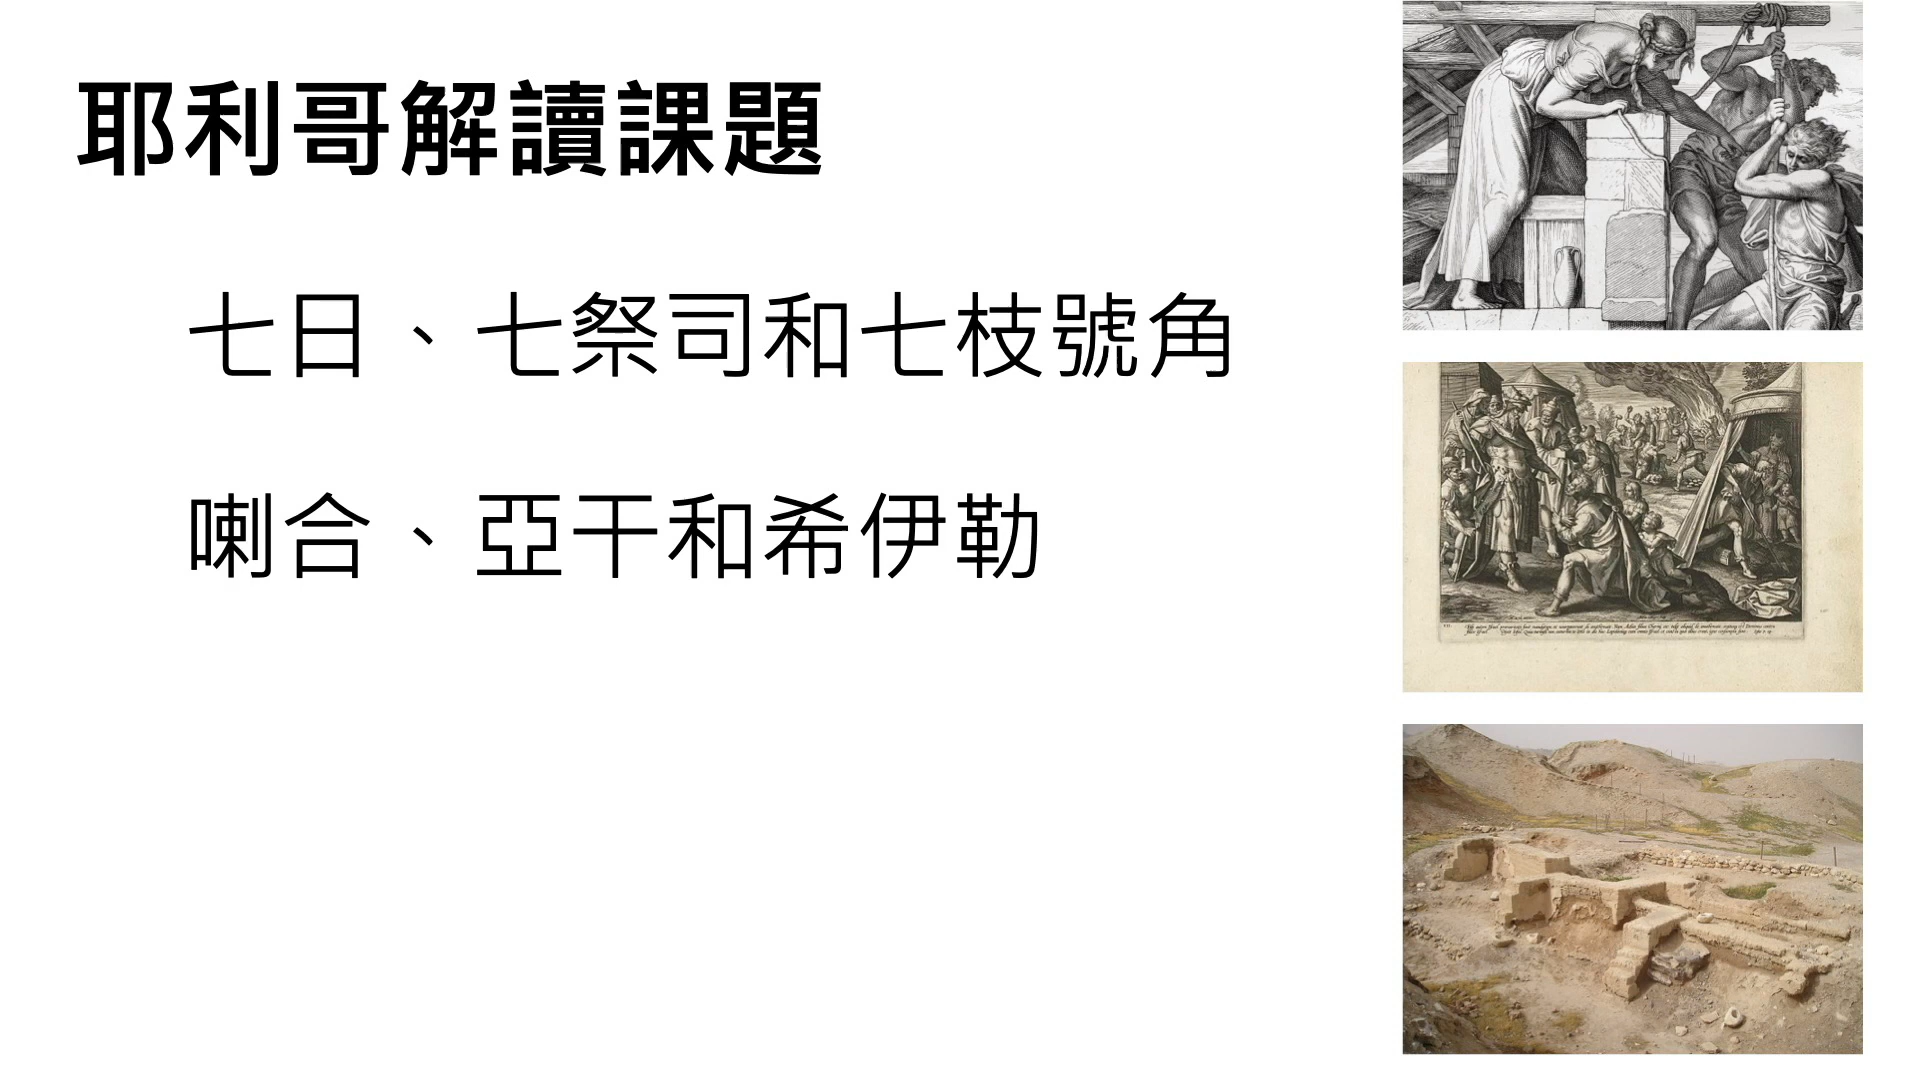 耶利哥解讀課題
七日、七祭司和七枝號角
喇合、亞干和希伊勒